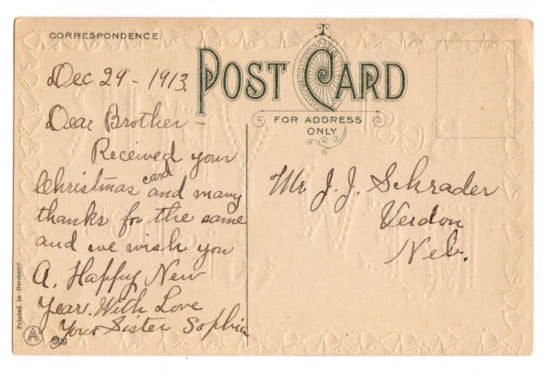 CORRESPONDENCE
POST CARD
FOR ADDRESS
ONLY
Dec 29 - 1913.
Dear Brother -
Received your
Christmas card and many
thanks for the same
and we wish you
A. Happy New
Year. With Love
Your Sister Sophia
Mr. J. J. Schrader
Verdon
Neb.
Printed in Germany.
A